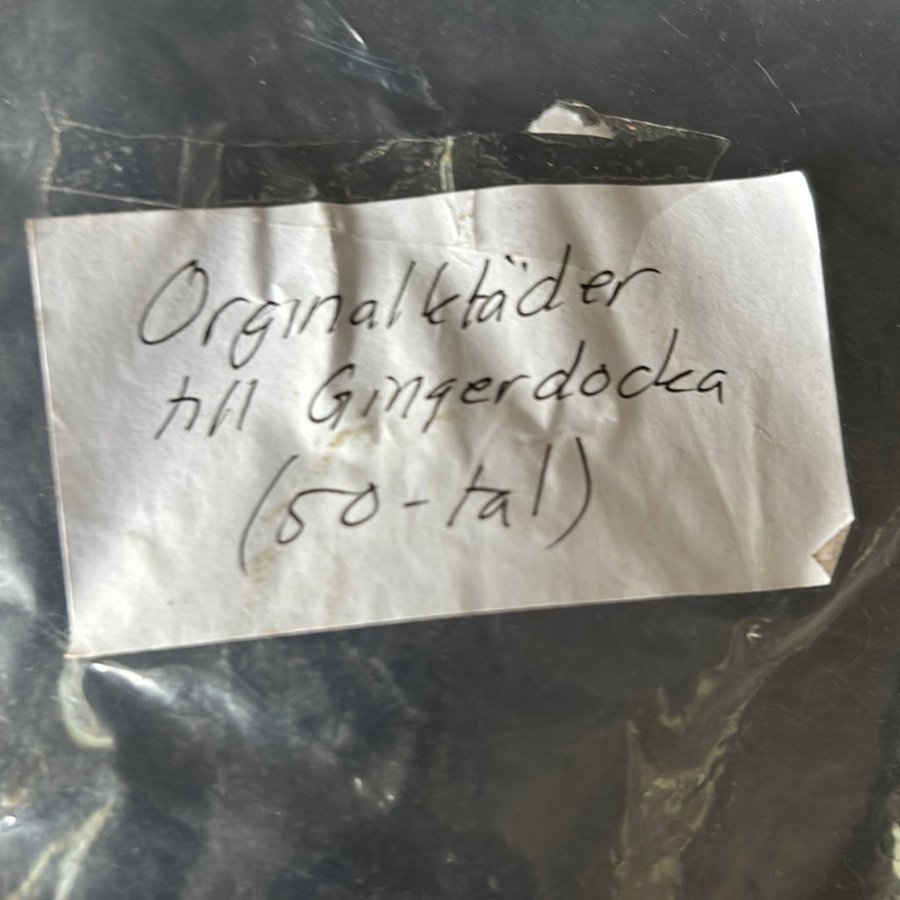 Orginalkläder
till Gingerdocka
(50-tal)